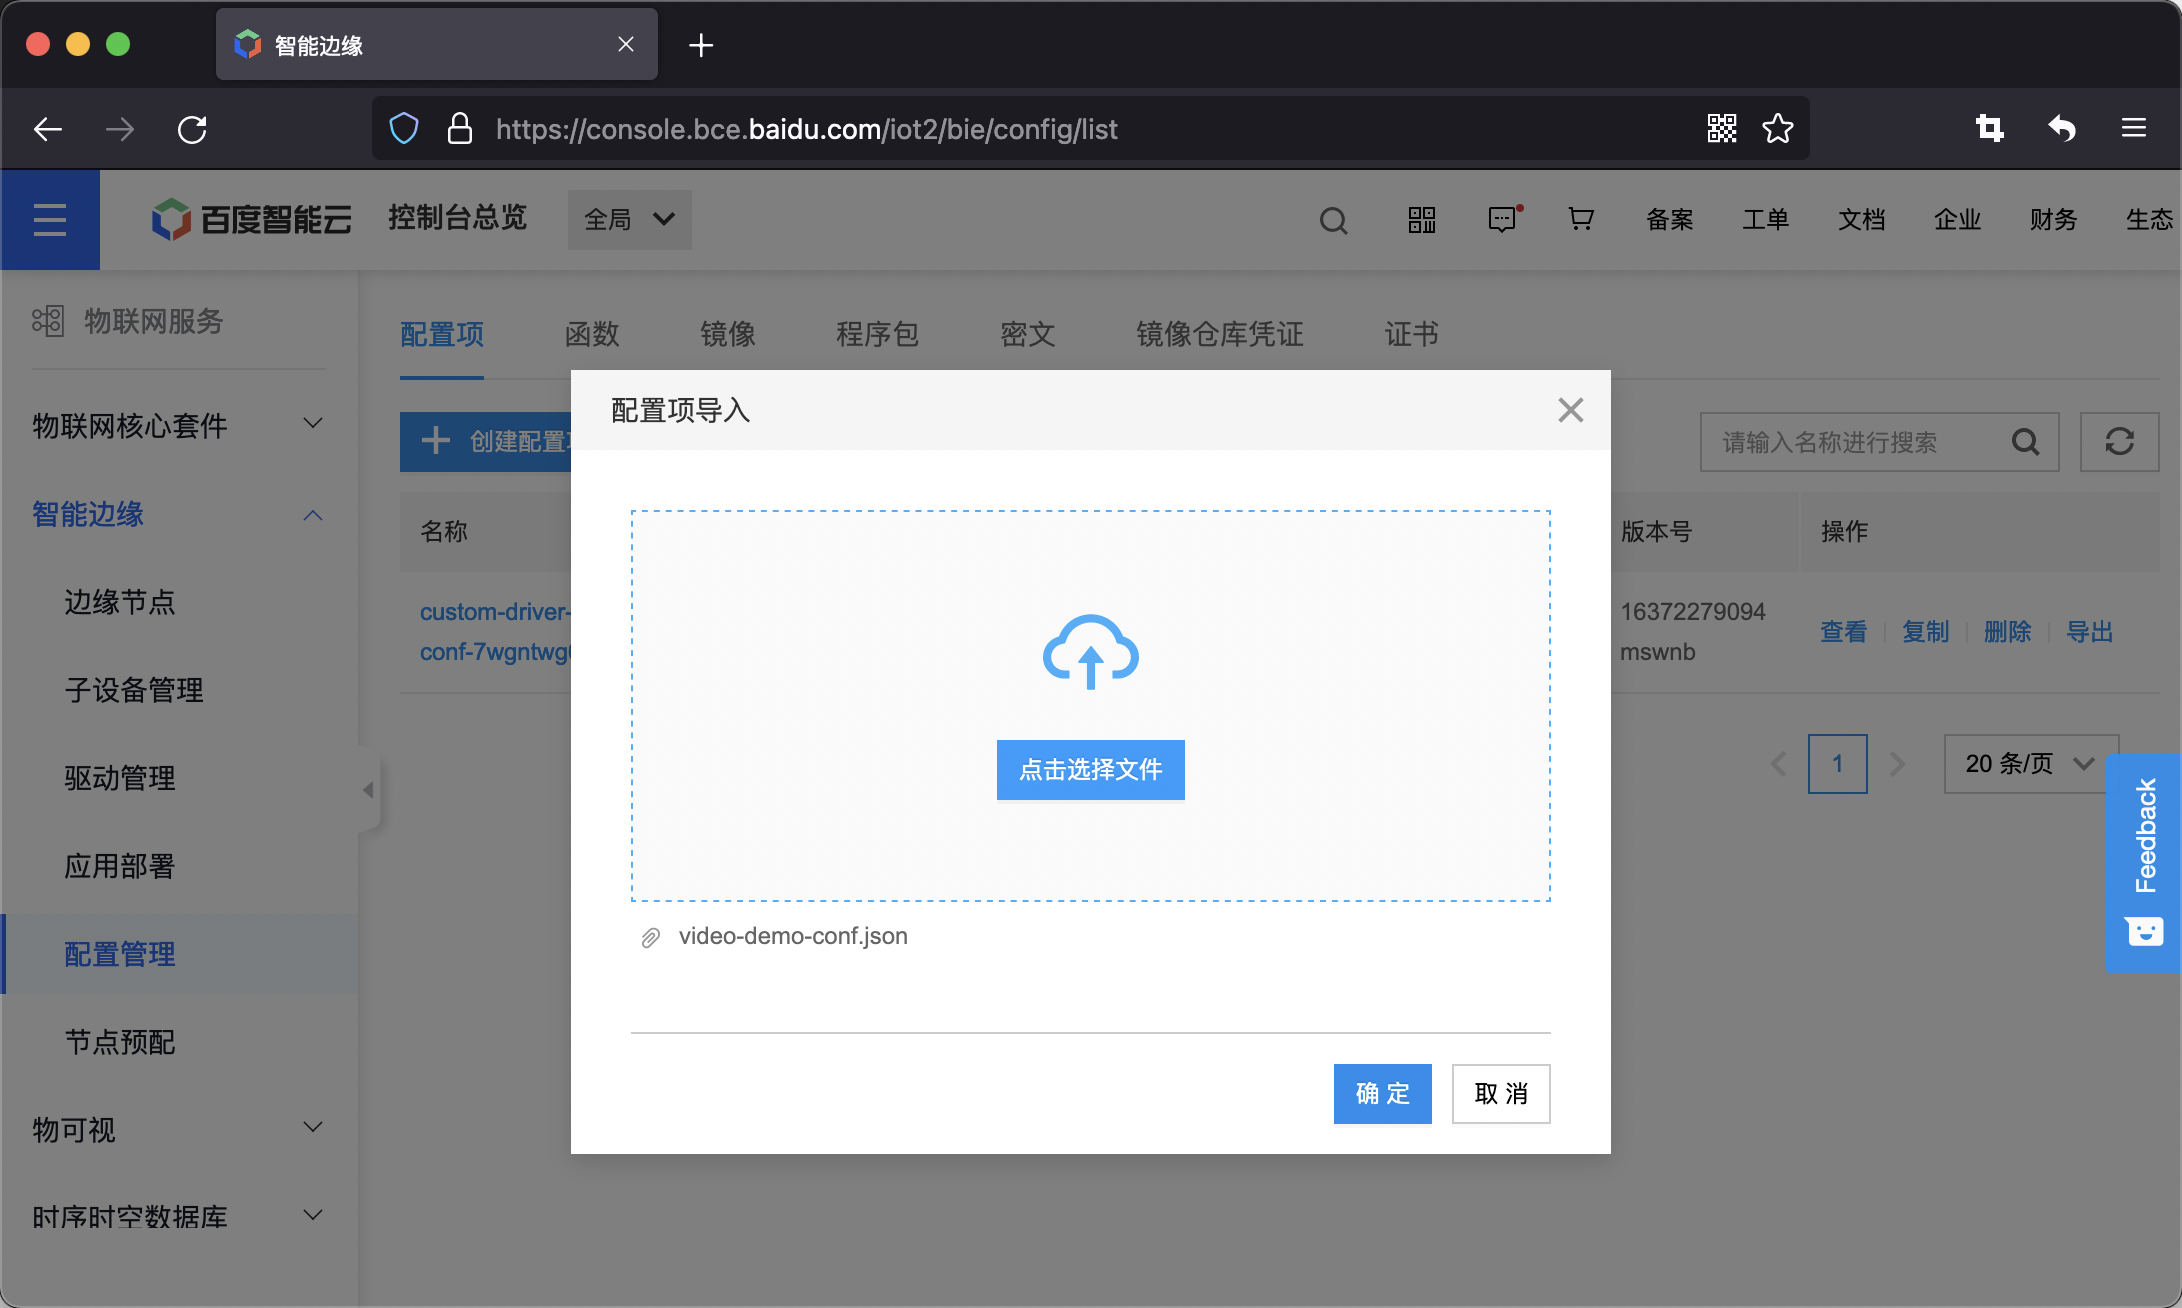 智能边缘
https://console.bce.baidu.com/iot2/bie/config/list
百度智能云
控制台总览
全局
备案
工单
文档
企业
财务
生态
物联网服务
物联网核心套件
智能边缘
边缘节点
子设备管理
驱动管理
应用部署
配置管理
节点预配
物可视
时序时空数据库
配置项
函数
镜像
程序包
密文
镜像仓库凭证
证书
创建配置
请输入名称进行搜索
名称
版本号
操作
custom-driver-
conf-7wgntwg
16372279094
mswnb
查看
复制
删除
导出
1
20 条/页
配置项导入
点击选择文件
video-demo-conf.json
确 定
取 消
Feedback